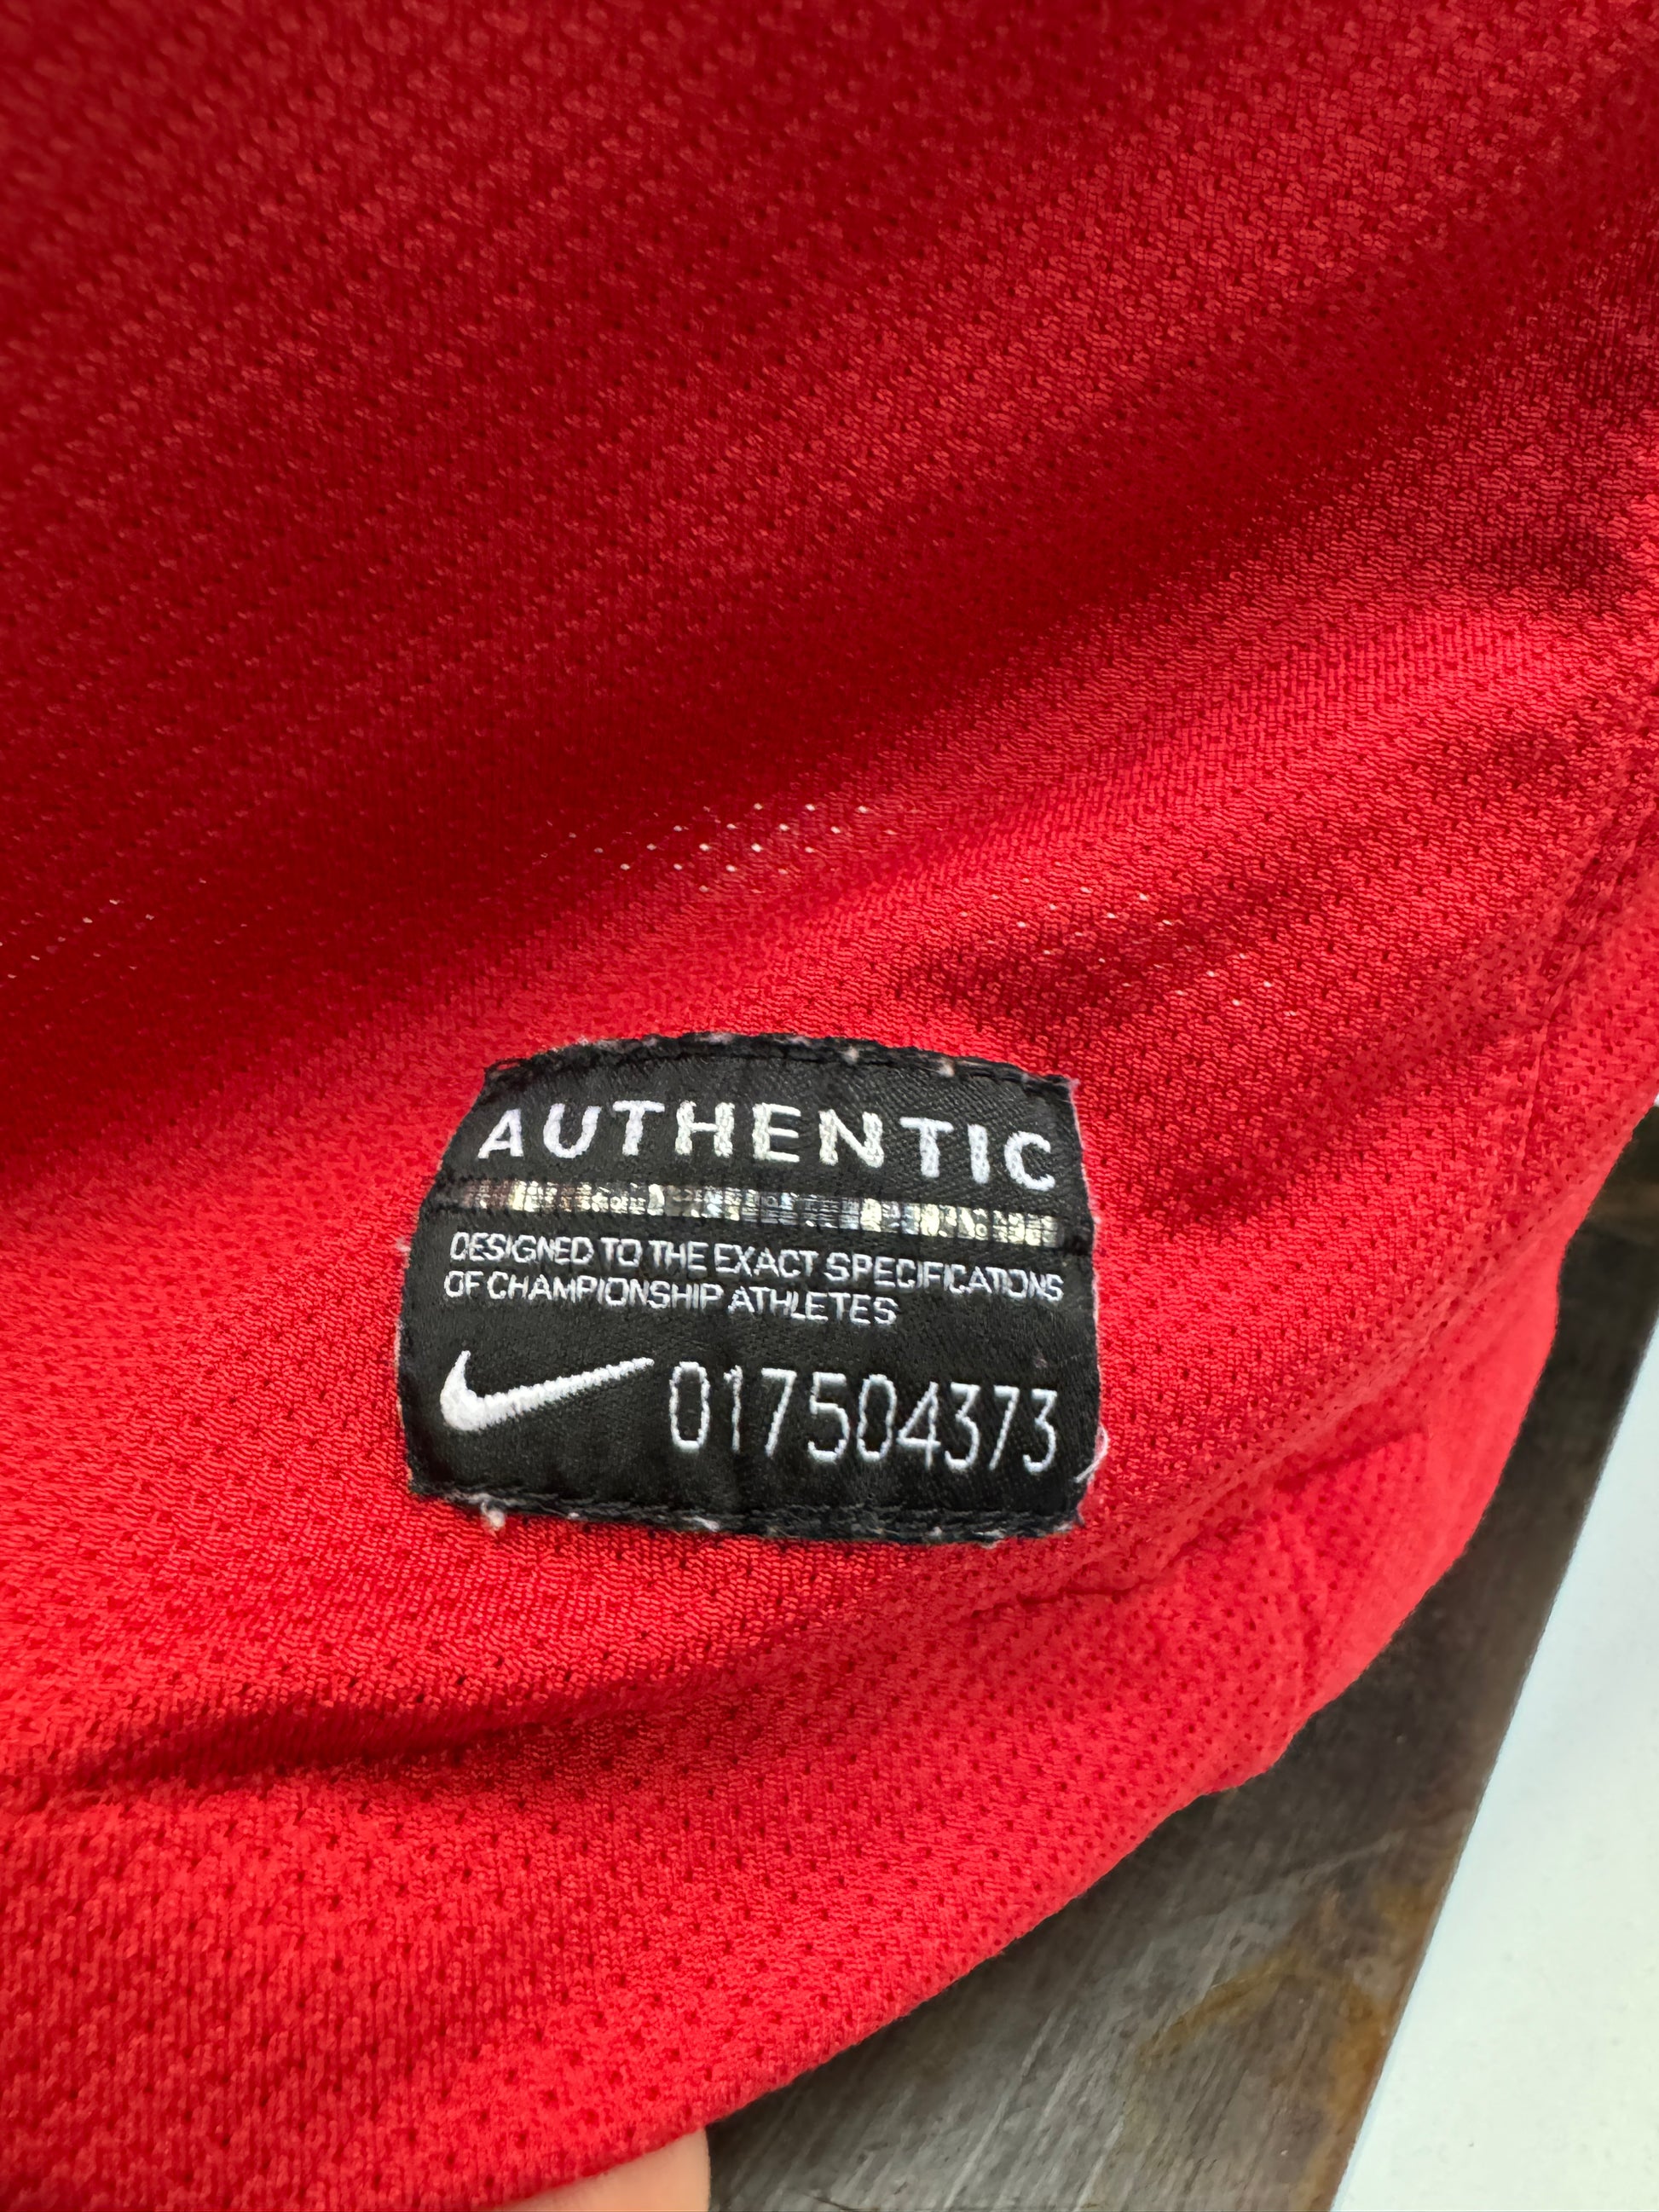 AUTHENTIC
DESIGNED TO THE EXACT SPECIFICATIONS
OF CHAMPIONSHIP ATHLETES
017504373